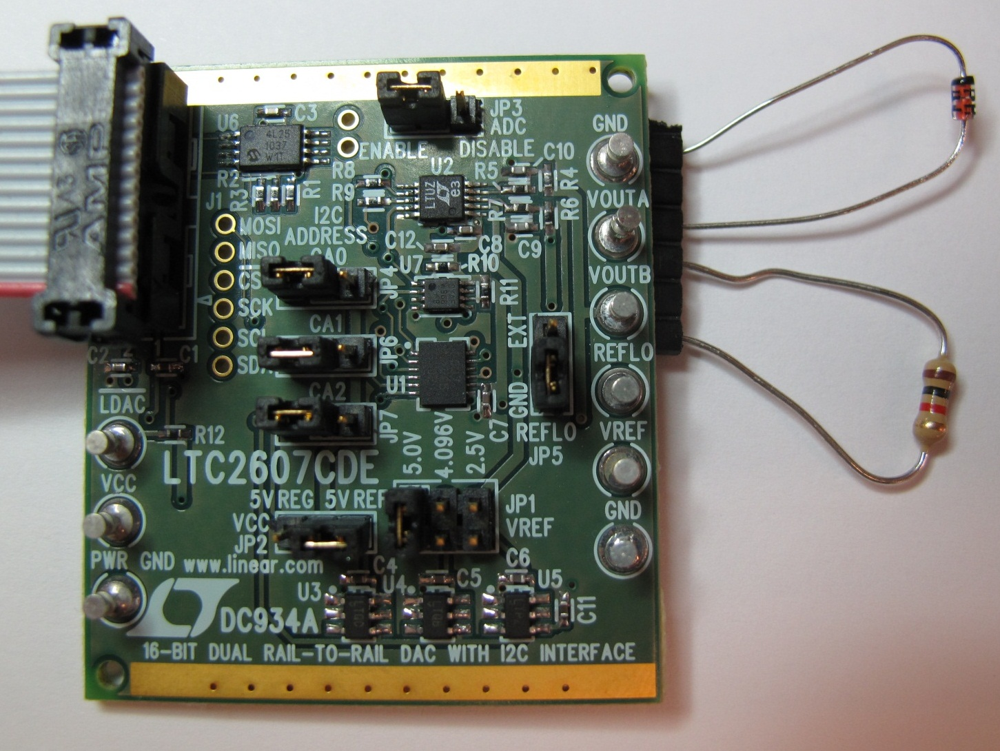 AMP
U6
C3
4L25
1037
W1T
JP3
ADC
GND
ENABLE
DISABLE
C10
R8
U2
R5
R4
R2
R1
R9
LTUZ
e3
R3
J1
I2C
R7
R6
VOUTA
MOSI
ADDRESS
C12
C8
C9
MISO
CA0
U7
R10
VOUTB
CS
JP4
R11
SCK
CA1
EXT
SCL
JP6
REFLO
C2
C1
SDA
U1
CA2
GND
LDAC
JP7
C7
R12
REFLO
VREF
JP5
LTC2607CDE
5.0V
4.096V
2.5V
VCC
5V REG
5V REF
JP1
GND
VCC
VREF
JP2
PWR GND
www.linear.com
C4
C6
U3
U4
C5
U5
C11
DC934A
16-BIT DUAL RAIL-TO-RAIL DAC WITH I2C INTERFACE